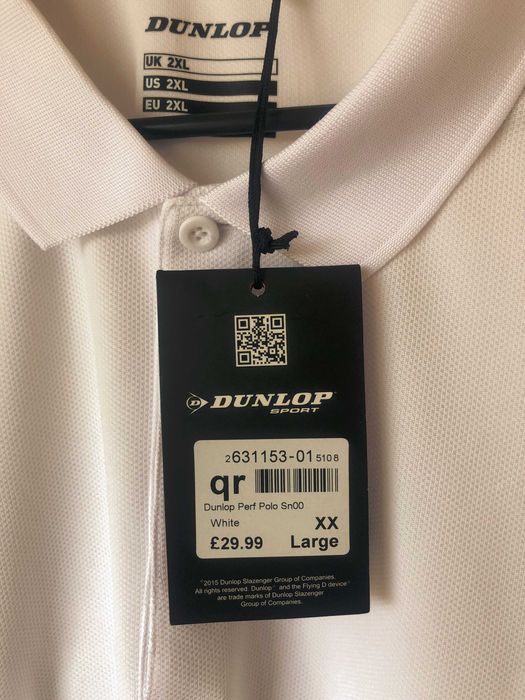 DUNLOP
UK 2XL
US 2XL
EU 2XL
DUNLOP
SPORT
2631153-01 5108
qr
Dunlop Perf Polo Sn00
White XX
£29.99 Large
©2015 Dunlop Slazenger Group of Companies.
All rights reserved. Dunlop® and the Flying D device®
are trade marks of Dunlop Slazenger
Group of Companies.